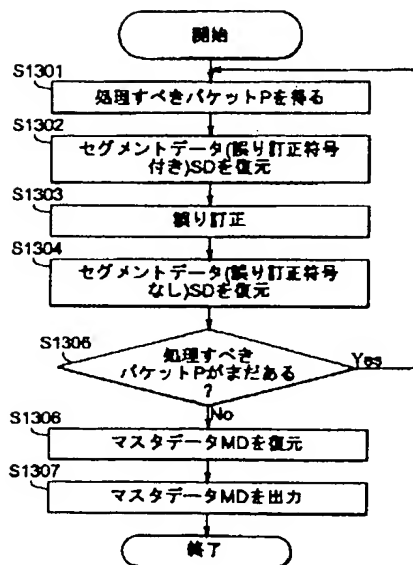 開始
S1301
処理すべきパケットPを得る
S1302
セグメントデータ(誤り訂正符号
付き)SDを復元
S1303
誤り訂正
S1304
セグメントデータ(誤り訂正符号
なし)SDを復元
S1305
処理すべき
パケットPがまだある
?
Yes
No
S1306
マスタデータMDを復元
S1307
マスタデータMDを出力
終了